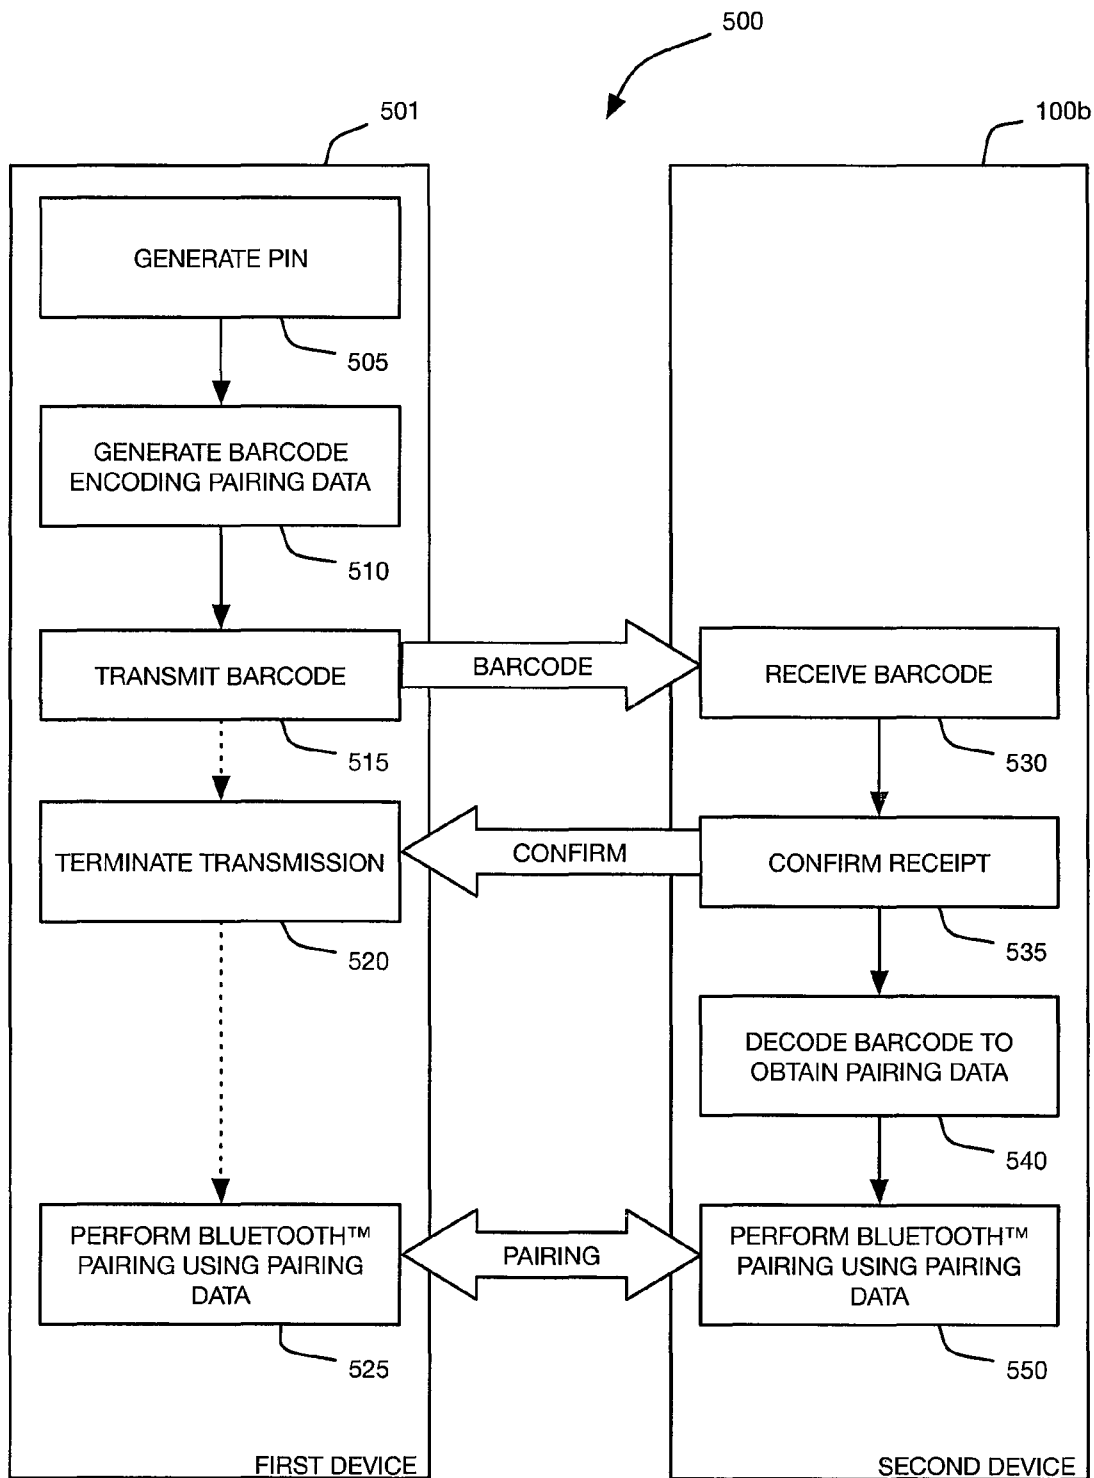 500
501
100b
GENERATE PIN
505
GENERATE BARCODE
ENCODING PAIRING DATA
510
TRANSMIT BARCODE
BARCODE
RECEIVE BARCODE
515
530
TERMINATE TRANSMISSION
CONFIRM
CONFIRM RECEIPT
520
535
DECODE BARCODE TO
OBTAIN PAIRING DATA
540
PERFORM BLUETOOTH™
PAIRING USING PAIRING
DATA
PAIRING
PERFORM BLUETOOTH™
PAIRING USING PAIRING
DATA
525
550
FIRST DEVICE
SECOND DEVICE